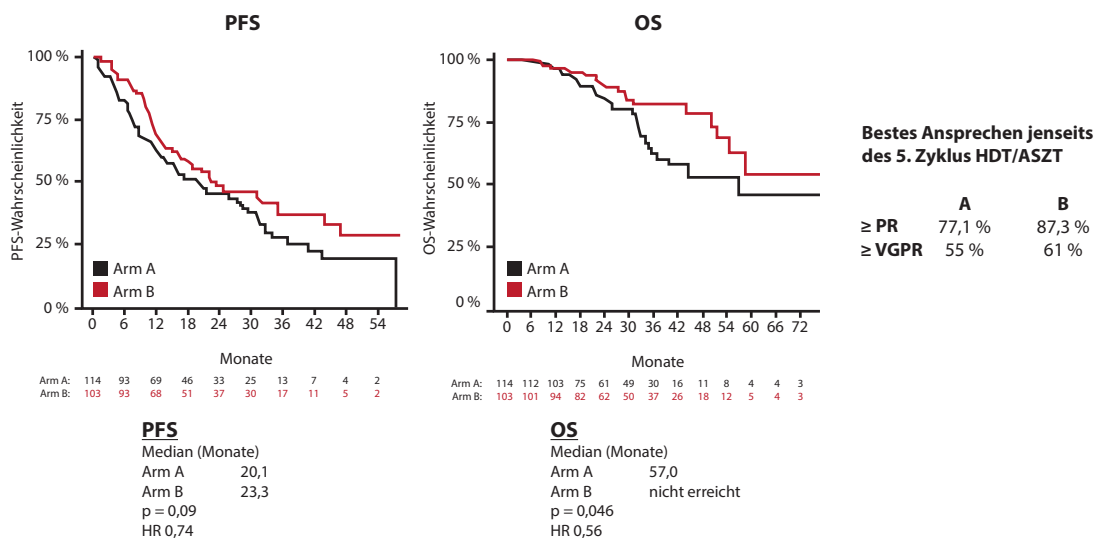 PFS
100 %
75 %
50 %
25 %
0 %
PFS-Wahrscheinlichkeit
Arm A
Arm B
0 6 12 18 24 30 36 42 48 54
Monate
Arm A: 114 93 69 46 33 25 13 7 4 2
Arm B: 103 93 68 51 37 30 17 11 5 2
PFS
Median (Monate)
Arm A 20,1
Arm B 23,3
p = 0,09
HR 0,74
OS
100 %
75 %
50 %
25 %
0 %
OS-Wahrscheinlichkeit
Arm A
Arm B
0 6 12 18 24 30 36 42 48 54 60 66 72
Monate
Arm A: 114 112 103 75 61 49 30 16 11 8 4 4 3
Arm B: 103 101 94 82 62 50 37 26 18 12 5 4 3
OS
Median (Monate)
Arm A 57,0
Arm B nicht erreicht
p = 0,046
HR 0,56
Bestes Ansprechen jenseits
des 5. Zyklus HDT/ASZT
A B
≥ PR 77,1 % 87,3 %
≥ VGPR 55 % 61 %